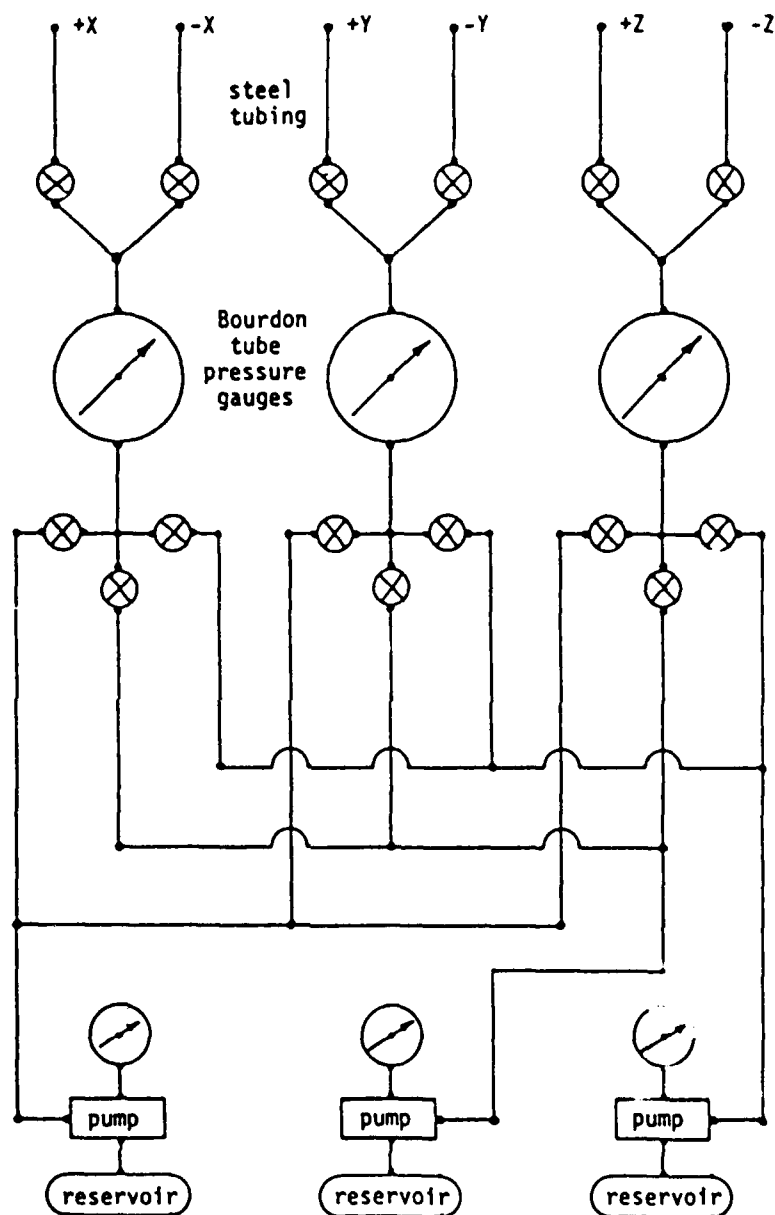 +X
-X
+Y
-Y
+Z
-Z
steel
tubing
Bourdon
tube
pressure
gauges
pump
pump
pump
reservoir
reservoir
reservoir